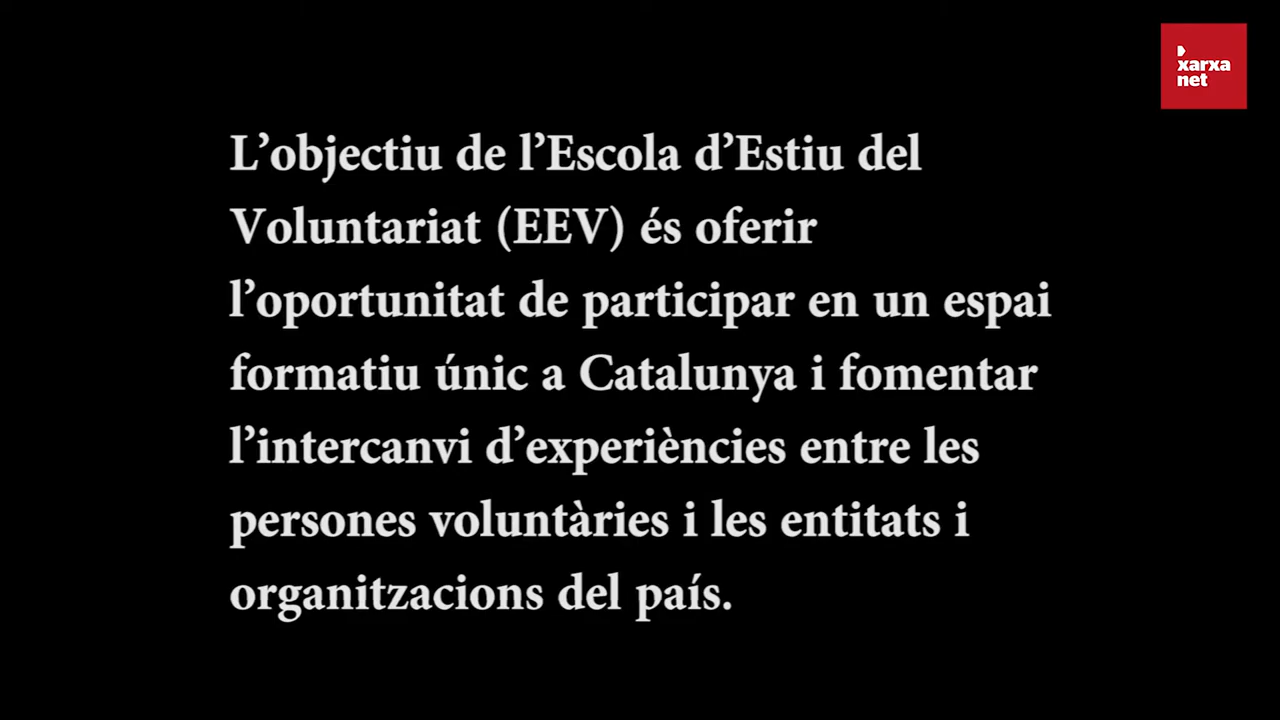 xarxa
net
L’objectiu de l’Escola d’Estiu del
Voluntariat (EEV) és oferir
l’oportunitat de participar en un espai
formatiu únic a Catalunya i fomentar
l’intercanvi d’experiències entre les
persones voluntàries i les entitats i
organitzacions del país.